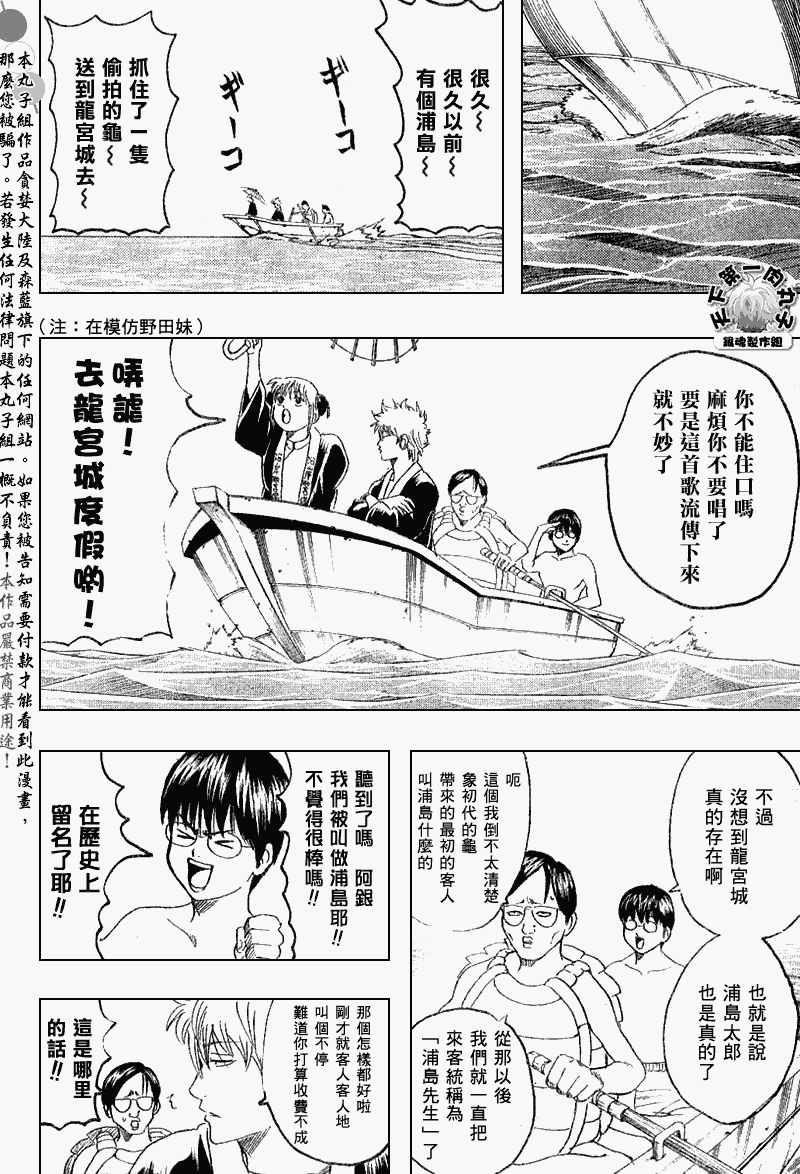 很久～
很久以前～
有個浦島～
ギーコ
ギーコ
抓住了一隻
偷拍的龜～
送到龍宮城去～
（注：在模仿野田妹）
你不能住口嗎
麻煩你不要唱了
要是這首歌流傳下來
就不妙了
去龍宮城度假喲！
不過
沒想到龍宮城
真的存在啊
也就是說
浦島太郎
也是真的了
呃
這個我倒不太清楚
象初代的龜
帶來的最初的客人
叫浦島什麼的
從那以後
我們就一直把
來客統稱為
「浦島先生」了
聽到了嗎 阿銀
我們被叫做浦島耶!!
不覺得很棒嗎!!
在歷史上
留名了耶!!
那個怎樣都好啦
剛才就客人客人地
叫個不停
難道你打算收費不成
這是哪里
的話!!
本丸子組作品貪婪大陸及森藍旗下的任何網站。如果您被告知需要付款才能看到此漫畫，
那麼您被騙了。若發生任何法律問題本丸子組一概不負責！本作品嚴禁商業用途！
天下第一肉丸子
銀魂製作組